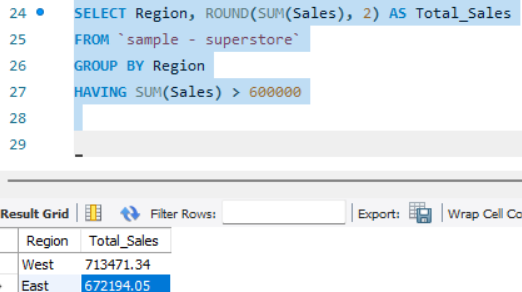 24 SELECT Region, ROUND(SUM(Sales), 2) AS Total_Sales
25 FROM `sample - superstore`
26 GROUP BY Region
27 HAVING SUM(Sales) > 600000
28
29
Result Grid Filter Rows: Export: Wrap Cell Co
Region Total_Sales
West 713471.34
East 672194.05